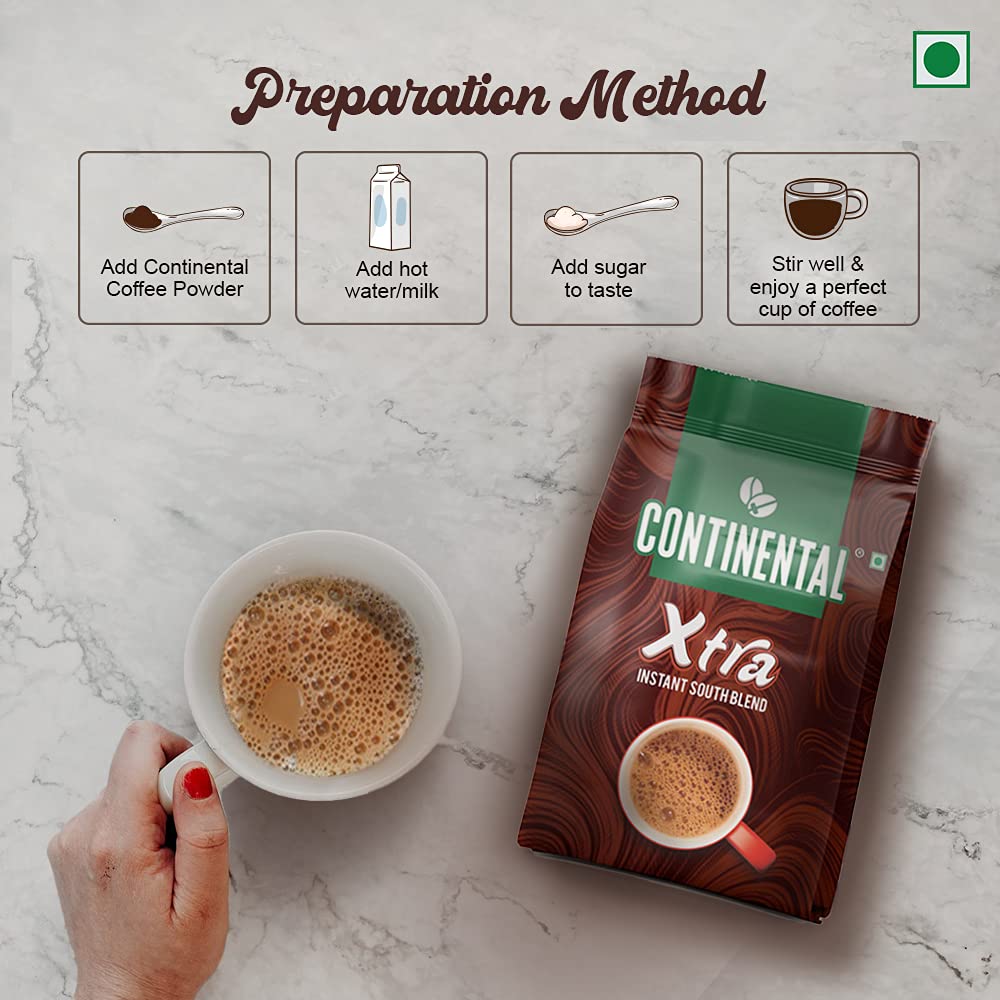 Preparation Method
Add Continental
Coffee Powder
Add hot
water/milk
Add sugar
to taste
Stir well &
enjoy a perfect
cup of coffee
CONTINENTAL®
Xtra
INSTANT SOUTH BLEND